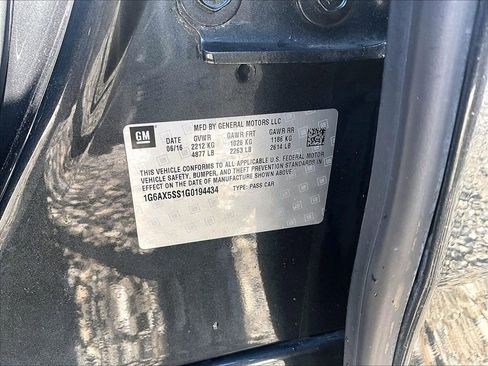 GM
MFD BY GENERAL MOTORS LLC
DATE GVWR GAWR FRT GAWR RR
06/16 2212 KG 1026 KG 1186 KG
4877 LB 2263 LB 2614 LB
THIS VEHICLE CONFORMS TO ALL APPLICABLE U.S. FEDERAL MOTOR
VEHICLE SAFETY, BUMPER, AND THEFT PREVENTION STANDARDS IN
EFFECT ON THE DATE OF MANUFACTURE SHOWN ABOVE.
1G6AX5SS1G0194434 TYPE: PASS CAR